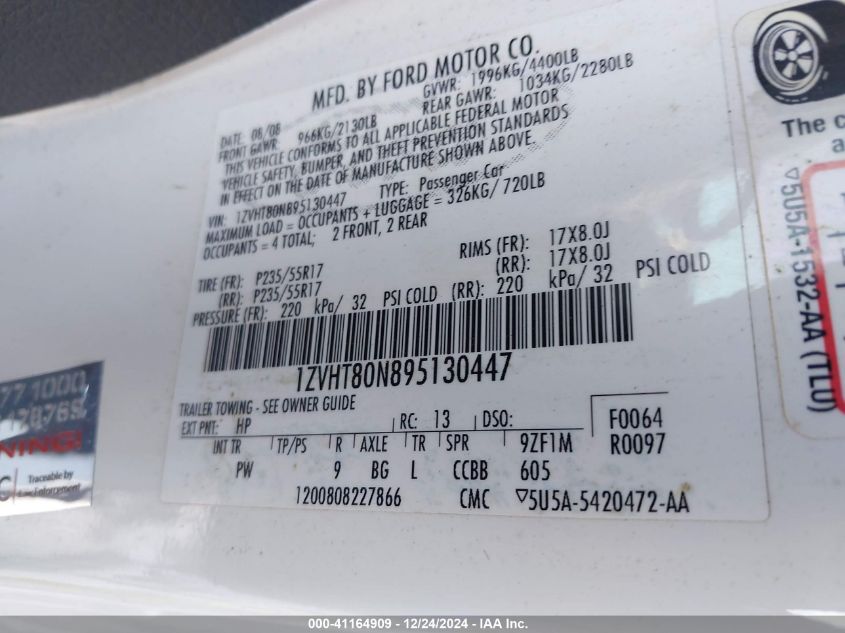 MFD. BY FORD MOTOR CO.
DATE 08/08 GVWR: 1996KG/4400LB
FRONT GAWR: 966KG/2130LB REAR GAWR: 1034KG/2280LB
THIS VEHICLE CONFORMS TO ALL APPLICABLE FEDERAL MOTOR
VEHICLE SAFETY, BUMPER, AND THEFT PREVENTION STANDARDS
IN EFFECT ON THE DATE OF MANUFACTURE SHOWN ABOVE.
VIN: 1ZVHT80N895130447 TYPE: Passenger Car
MAXIMUM LOAD = OCCUPANTS + LUGGAGE = 326KG/ 720LB
OCCUPANTS = 4 TOTAL; 2 FRONT, 2 REAR
TIRE (FR): P235/55R17 RIMS (FR): 17X8.0J
(RR): P235/55R17 (RR): 17X8.0J
PRESSURE (FR): 220 kPa/ 32 PSI COLD (RR): 220 kPa/ 32 PSI COLD
1ZVHT80N895130447
TRAILER TOWING - SEE OWNER GUIDE
EXT PNT: HP RC: 13 DSO: F0064
INT TR TP/PS R AXLE TR SPR 9ZF1M R0097
PW 9 BG L CCBB 605
1200808227866 CMC ▽5U5A-5420472-AA
The c
▽5U5A-1532-AA (TLU)
771000
NING!
Traceable by
Law Enforcement
000-41164909 - 12/24/2024 - IAA Inc.